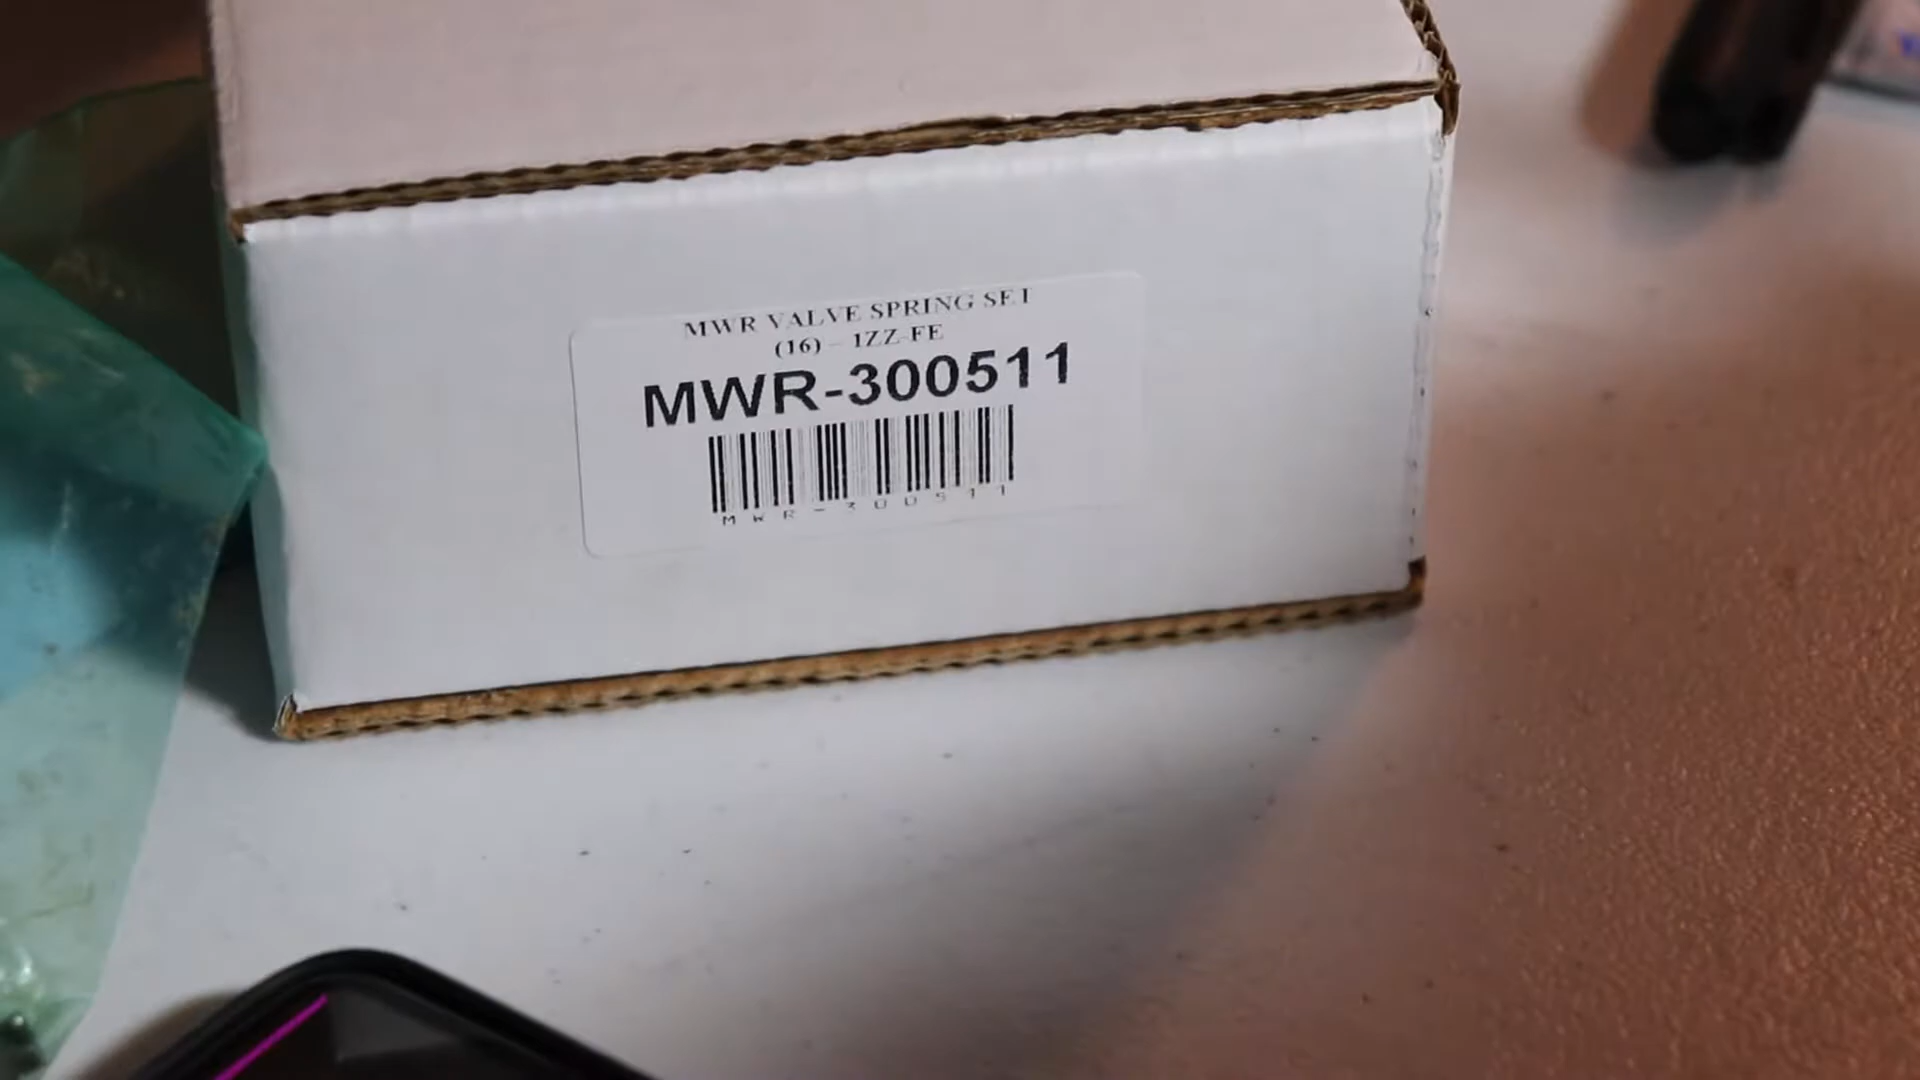 MWR VALVE SPRING SET
(16) - 1ZZ-FE
MWR-300511
MWR-300511